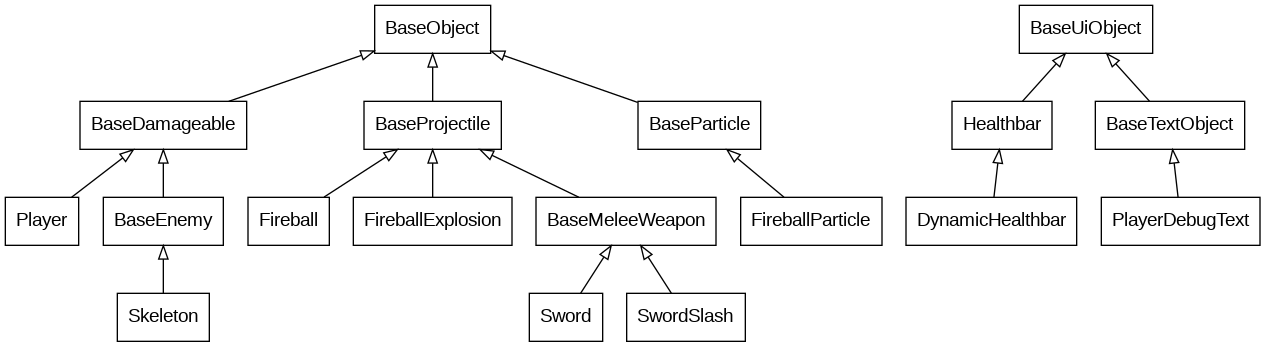 BaseObject
BaseUiObject
BaseDamageable
BaseProjectile
BaseParticle
Healthbar
BaseTextObject
Player
BaseEnemy
Fireball
FireballExplosion
BaseMeleeWeapon
FireballParticle
DynamicHealthbar
PlayerDebugText
Skeleton
Sword
SwordSlash